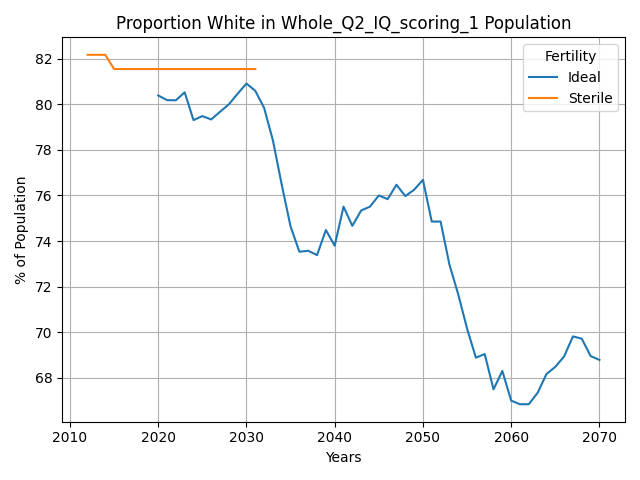 Proportion White in Whole_Q2_IQ_scoring_1 Population
Fertility
Ideal
Sterile
% of Population
82
80
78
76
74
72
70
68
2010 2020 2030 2040 2050 2060 2070
Years